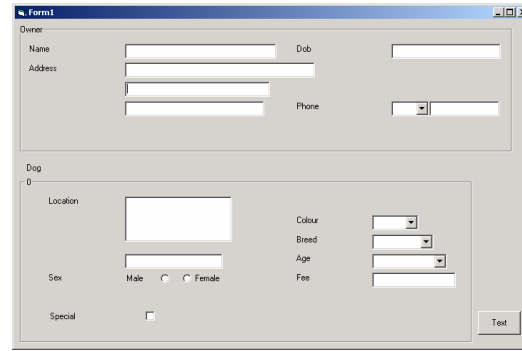 Form1
Owner
Name
Dob
Address
Phone
Dog
0
Location
Colour
Breed
Age
Sex
Male
Female
Fee
Special
Text